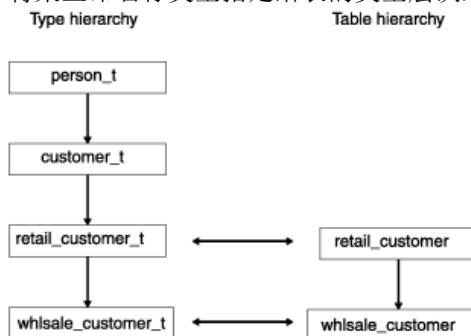 Type hierarchy
Table hierarchy
person_t
customer_t
retail_customer_t
retail_customer
whlsale_customer_t
whlsale_customer